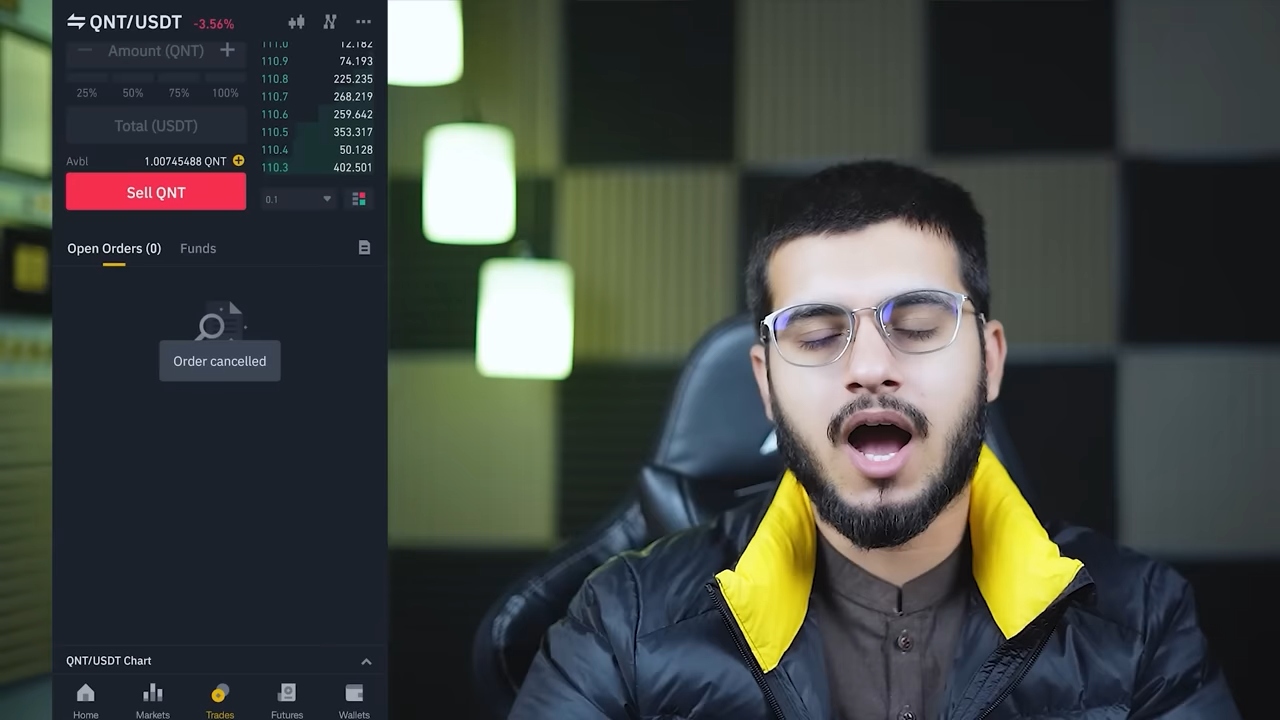 QNT/USDT -3.56%
Amount (QNT)
25% 50% 75% 100%
Total (USDT)
Avbl 1.00745488 QNT
Sell QNT
111.0 12.182
110.9 74.193
110.8 225.235
110.7 268.219
110.6 259.642
110.5 353.317
110.4 50.128
110.3 402.501
0.1
Open Orders (0) Funds
Order cancelled
QNT/USDT Chart
Home Markets Trades Futures Wallets